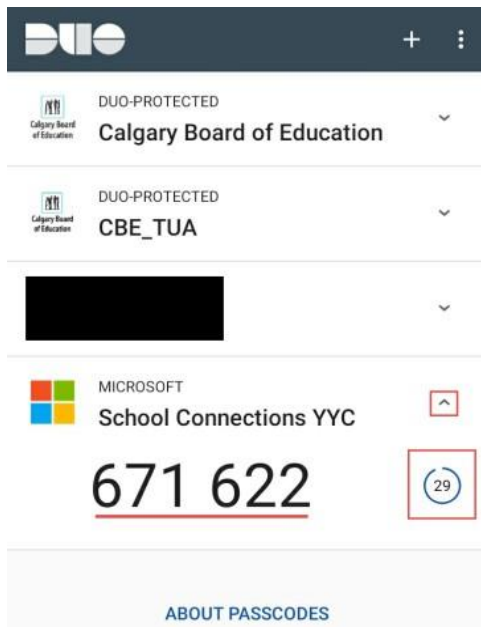 DUO
DUO-PROTECTED
Calgary Board of Education
Calgary Board
of Education
DUO-PROTECTED
CBE_TUA
Calgary Board
of Education
MICROSOFT
School Connections YYC
671 622
29
ABOUT PASSCODES